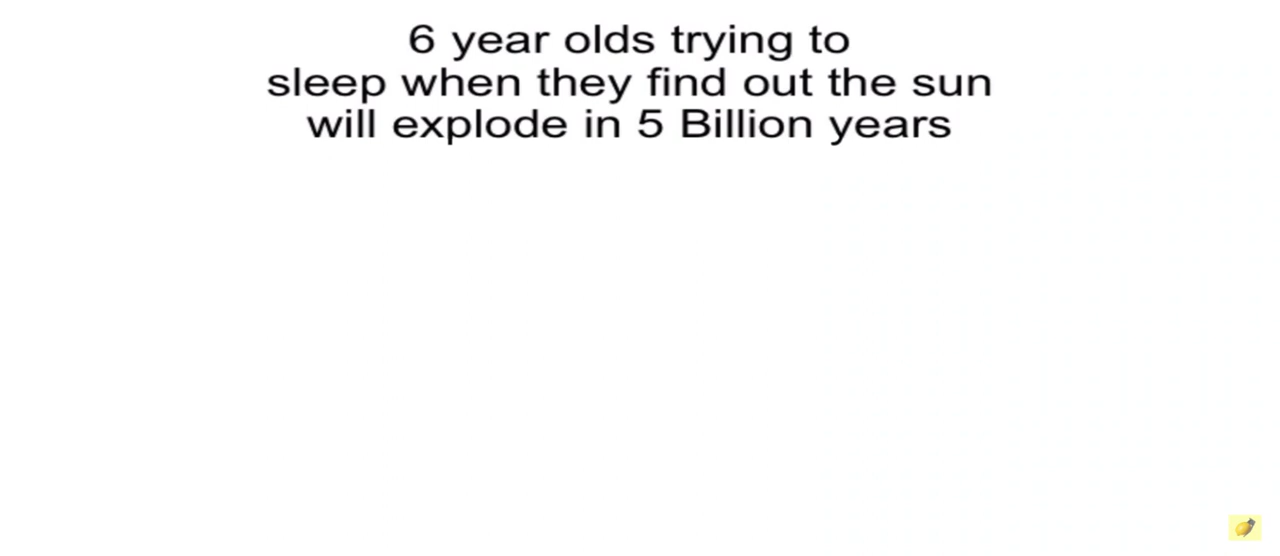 6 year olds trying to
sleep when they find out the sun
will explode in 5 Billion years